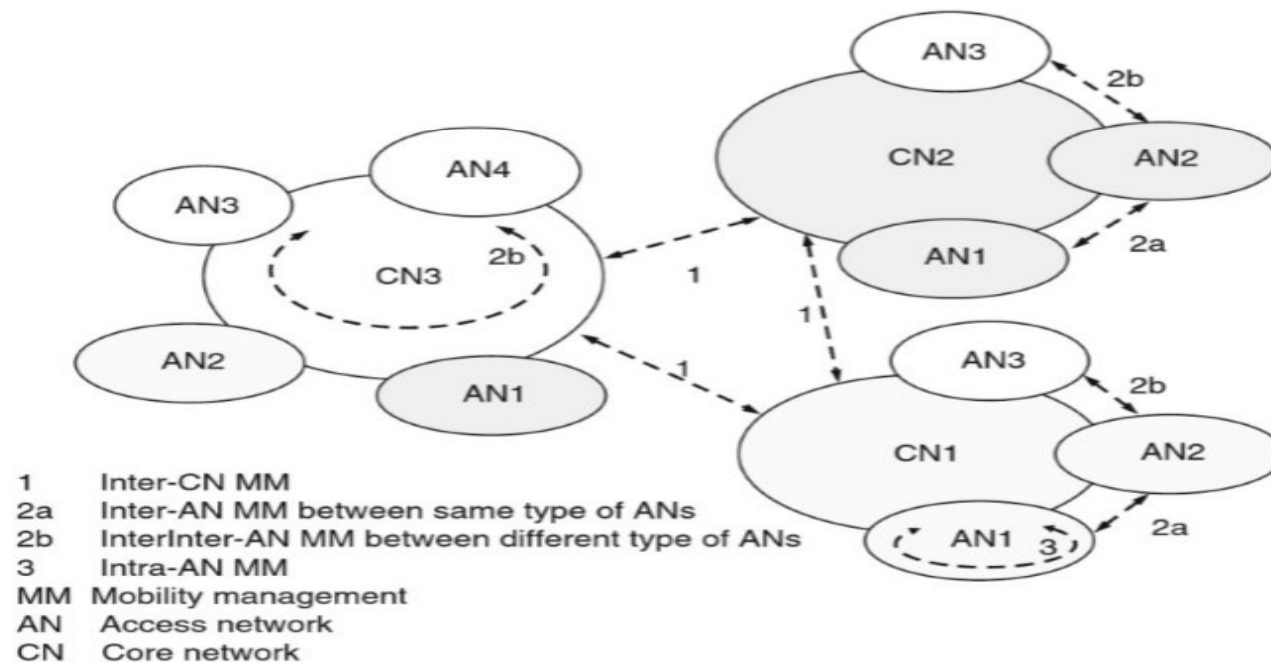 AN3
2b
CN2
AN2
AN4
AN3
2b
CN3
AN1
2a
1
1
AN3
AN2
1
AN1
2b
CN1
AN2
AN1
3
2a
1 Inter-CN MM
2a Inter-AN MM between same type of ANs
2b InterInter-AN MM between different type of ANs
3 Intra-AN MM
MM Mobility management
AN Access network
CN Core network